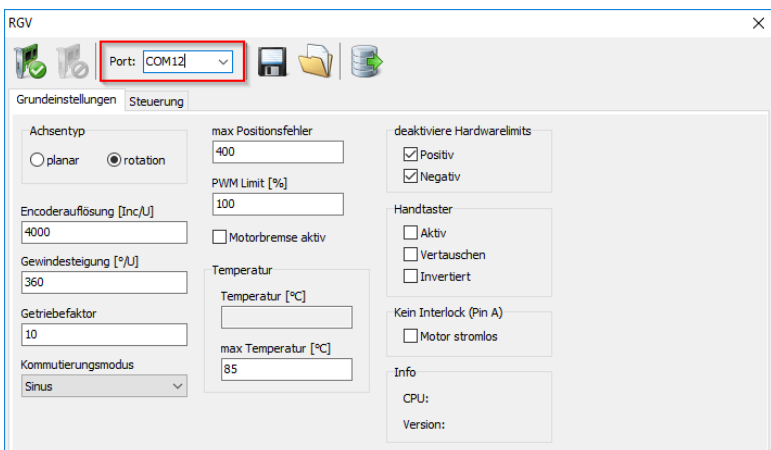 RGV
Port: COM12
Grundeinstellungen Steuerung
Achsentyp
planar rotation
Encoderauflösung [Inc/U]
4000
Gewindesteigung [°/U]
360
Getriebefaktor
10
Kommutierungsmodus
Sinus
max Positionsfehler
400
PWM Limit [%]
100
Motorbremse aktiv
Temperatur
Temperatur [°C]
max Temperatur [°C]
85
deaktiviere Hardwarelimits
Positiv
Negativ
Handtaster
Aktiv
Vertauschen
Invertiert
Kein Interlock (Pin A)
Motor stromlos
Info
CPU:
Version: